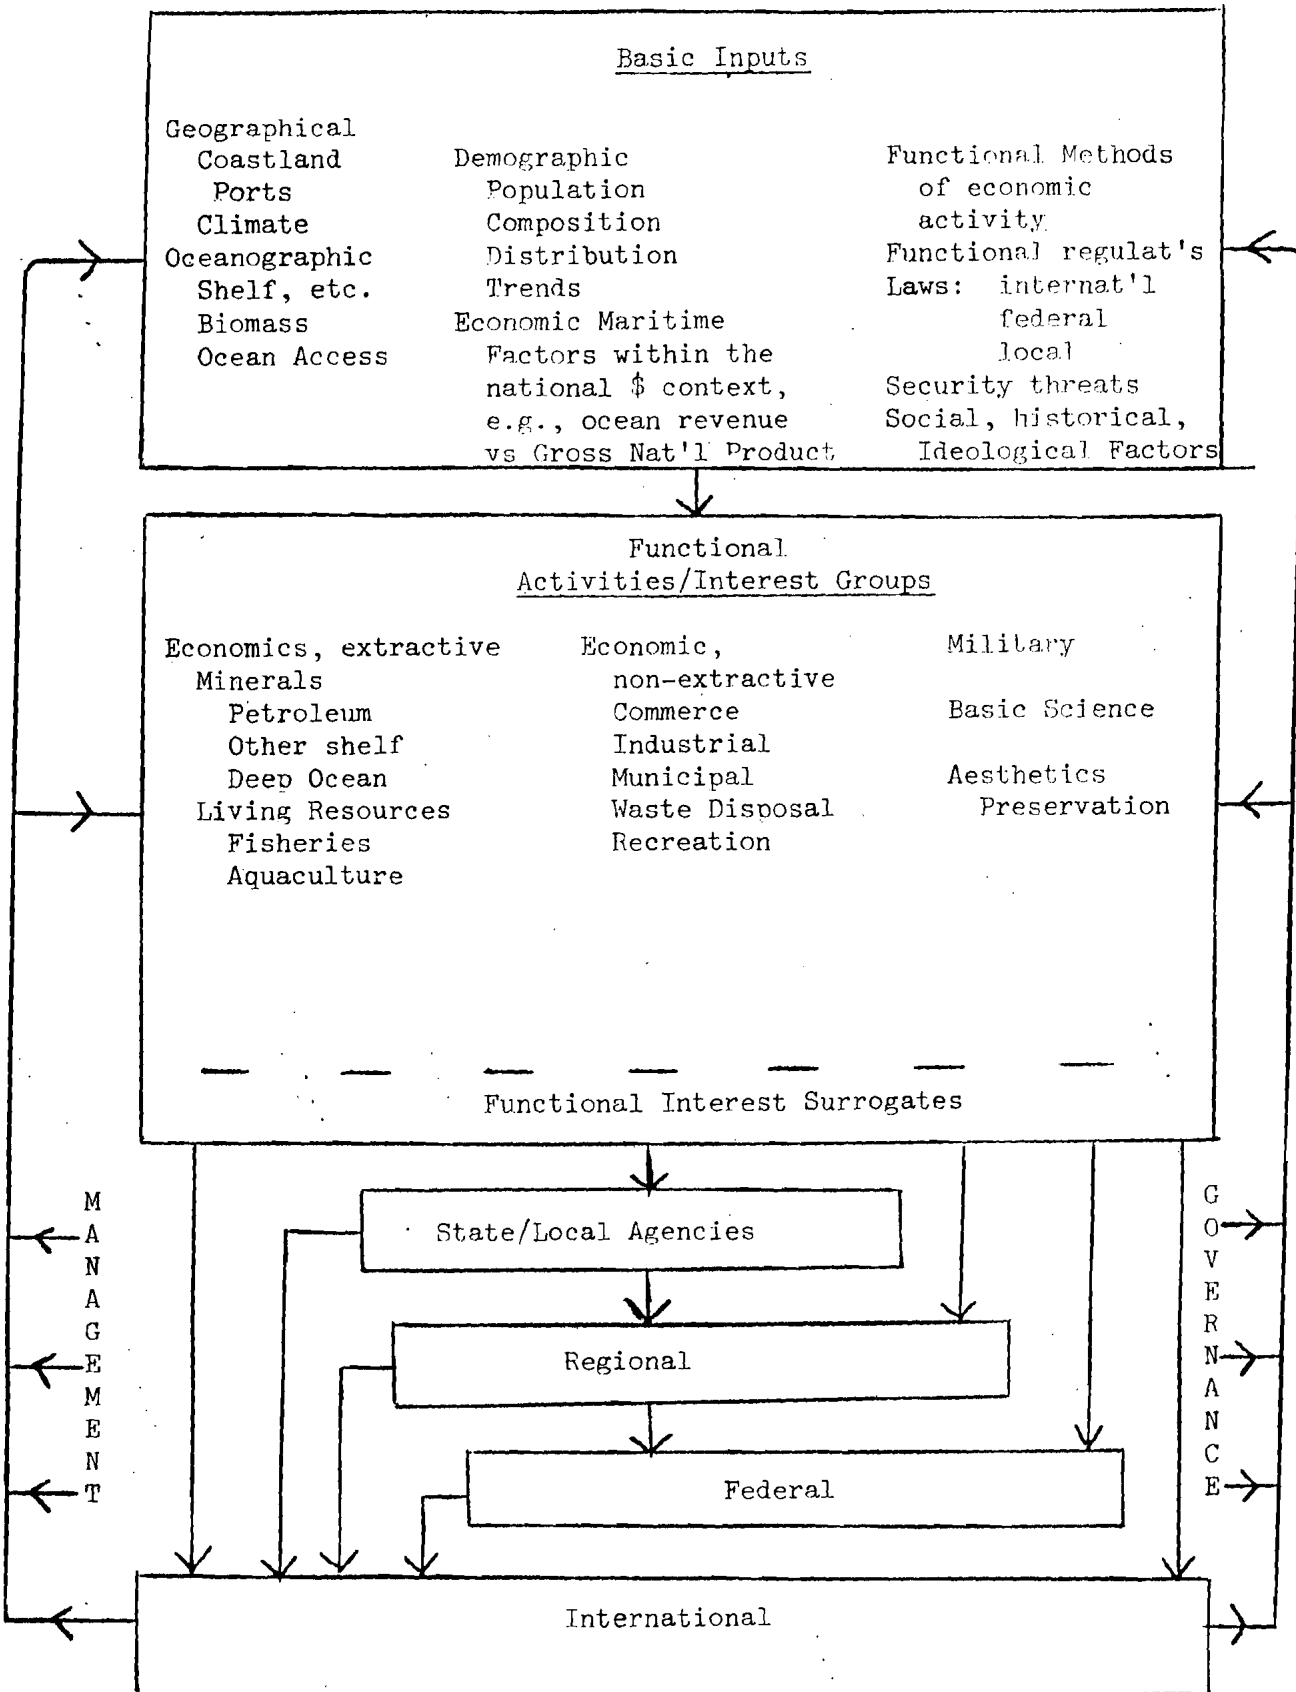 Basic Inputs
Geographical
Coastland
Ports
Climate
Oceanographic
Shelf, etc.
Biomass
Ocean Access
Demographic
Population
Composition
Distribution
Trends
Economic Maritime
Factors within the
national $ context,
e.g., ocean revenue
vs Gross Nat'l Product
Functional Methods
of economic
activity
Functional regulat's
Laws: internat'l
federal
local
Security threats
Social, historical,
Ideological Factors
Functional
Activities/Interest Groups
Economics, extractive
Minerals
Petroleum
Other shelf
Deep Ocean
Living Resources
Fisheries
Aquaculture
Economic,
non-extractive
Commerce
Industrial
Municipal
Waste Disposal
Recreation
Military
Basic Science
Aesthetics
Preservation
Functional Interest Surrogates
MANAGEMENT
State/Local Agencies
Regional
Federal
International
GOVERNANCE